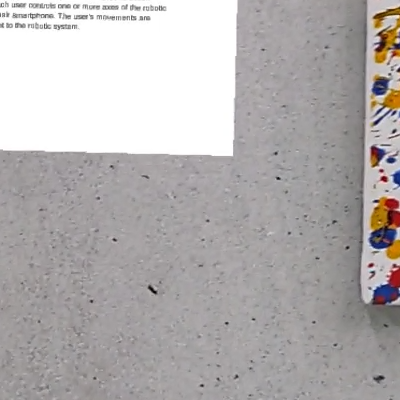 ch user controls one or more axes of the robotic
smartphone. The user's movements are
t to the robotic system.